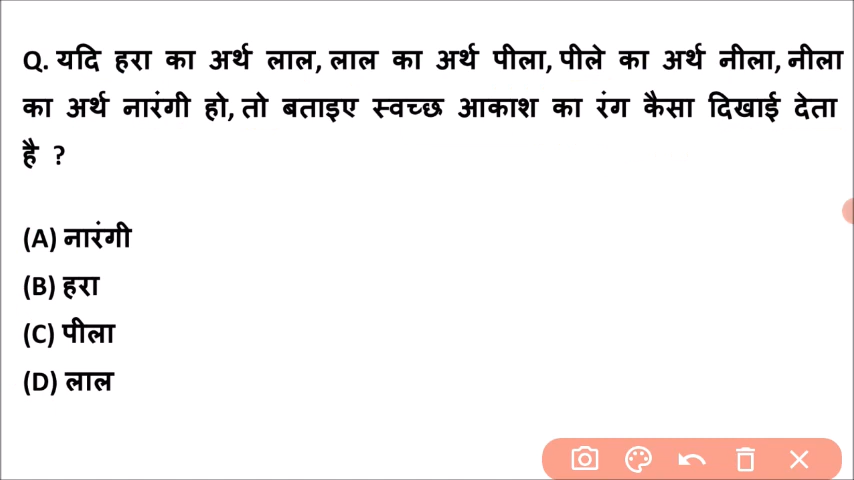 Q. यदि हरा का अर्थ लाल, लाल का अर्थ पीला, पीले का अर्थ नीला, नीला
का अर्थ नारंगी हो, तो बताइए स्वच्छ आकाश का रंग कैसा दिखाई देता
है ?
(A) नारंगी
(B) हरा
(C) पीला
(D) लाल